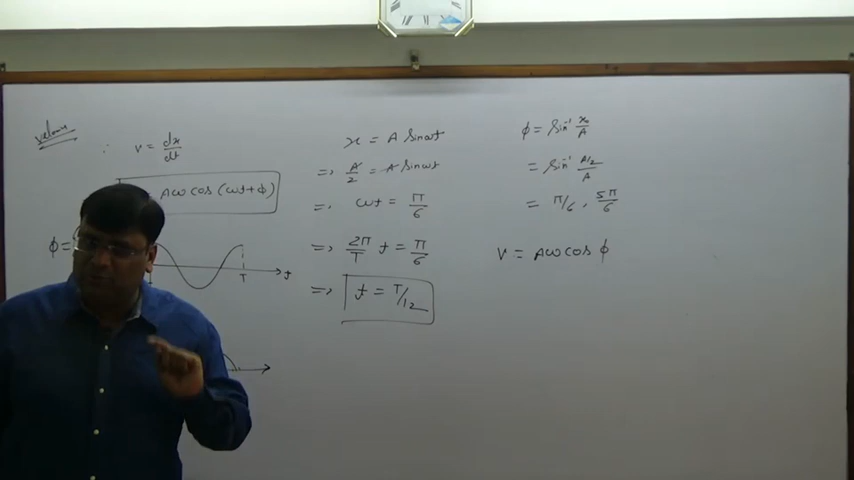 velocity
∴ v = dx/dt
Aω cos (ωt + ϕ)
ϕ =
t
T
x = A sin ωt
⇒ A/2 = A sin ωt
⇒ ωt = π/6
⇒ 2π/T t = π/6
⇒ t = T/12
ϕ = sin⁻¹ x₀/A
= sin⁻¹ A/2/A
= π/6 , 5π/6
v = Aω cos ϕ